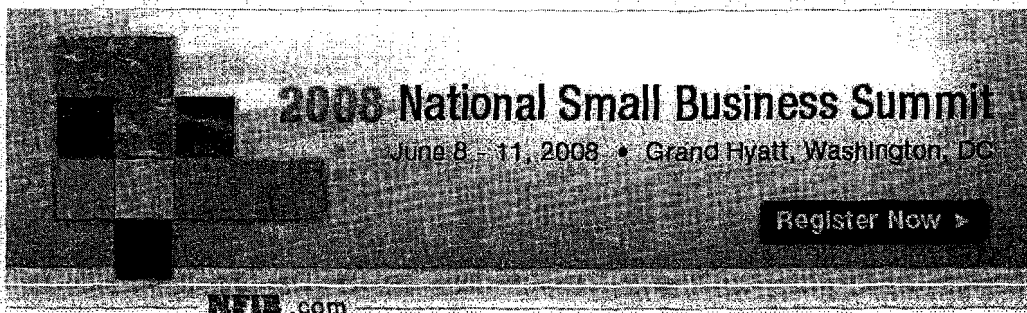 2008 National Small Business Summit
June 8 - 11, 2008 • Grand Hyatt, Washington, DC
Register Now ➤
NFIB.com